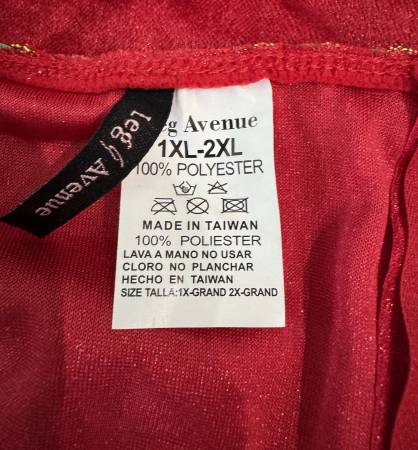 Leg Avenue
eg Avenue
1XL-2XL
100% POLYESTER
MADE IN TAIWAN
100% POLIESTER
LAVA A MANO NO USAR
CLORO NO PLANCHAR
HECHO EN TAIWAN
SIZE TALLA:1X-GRAND 2X-GRAND